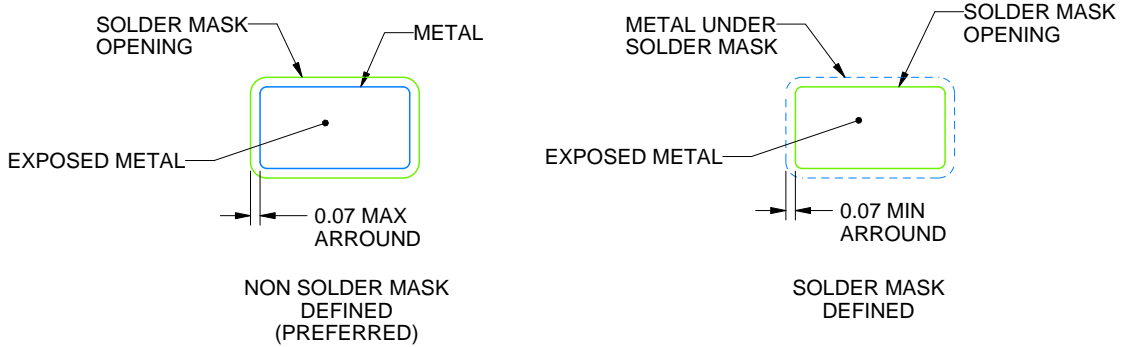 SOLDER MASK
OPENING
METAL
EXPOSED METAL
0.07 MAX
ARROUND
NON SOLDER MASK
DEFINED
(PREFERRED)
METAL UNDER
SOLDER MASK
SOLDER MASK
OPENING
EXPOSED METAL
0.07 MIN
ARROUND
SOLDER MASK
DEFINED